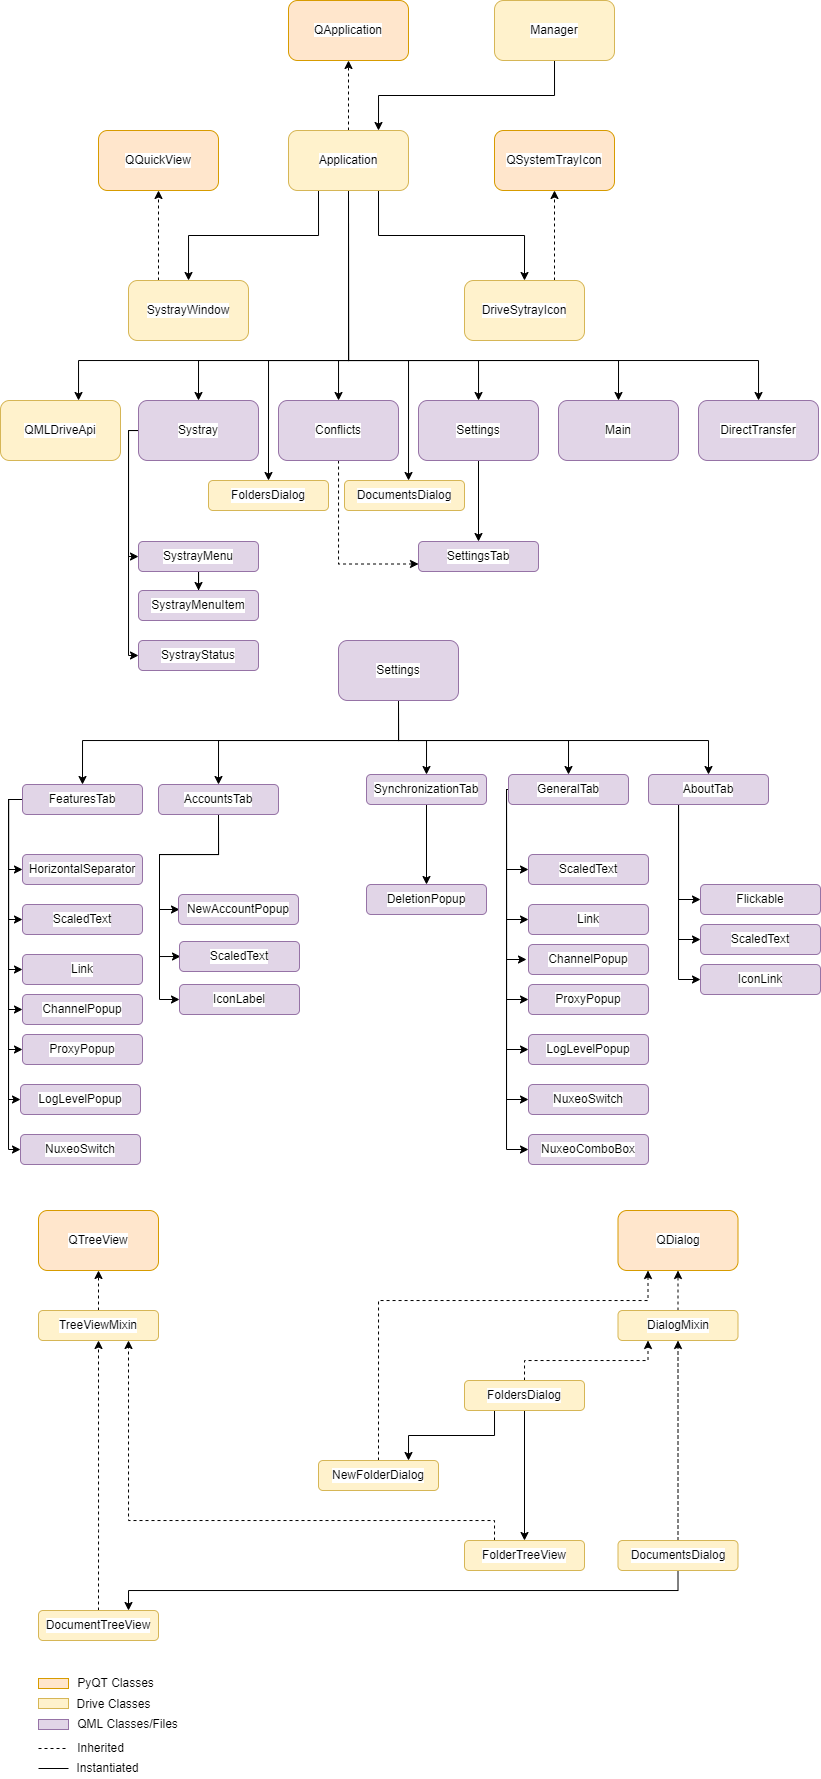 QApplication
Manager
QQuickView
Application
QSystemTrayIcon
SystrayWindow
DriveSytrayIcon
QMLDriveApi
Systray
Conflicts
Settings
Main
DirectTransfer
FoldersDialog
DocumentsDialog
SystrayMenu
SettingsTab
SystrayMenuItem
SystrayStatus
Settings
FeaturesTab
AccountsTab
SynchronizationTab
GeneralTab
AboutTab
HorizontalSeparator
ScaledText
Link
ChannelPopup
ProxyPopup
LogLevelPopup
NuxeoSwitch
NewAccountPopup
ScaledText
IconLabel
DeletionPopup
ScaledText
Link
ChannelPopup
ProxyPopup
LogLevelPopup
NuxeoSwitch
NuxeoComboBox
Flickable
ScaledText
IconLink
QTreeView
QDialog
TreeViewMixin
DialogMixin
FoldersDialog
NewFolderDialog
FolderTreeView
DocumentsDialog
DocumentTreeView
PyQT Classes
Drive Classes
QML Classes/Files
Inherited
Instantiated